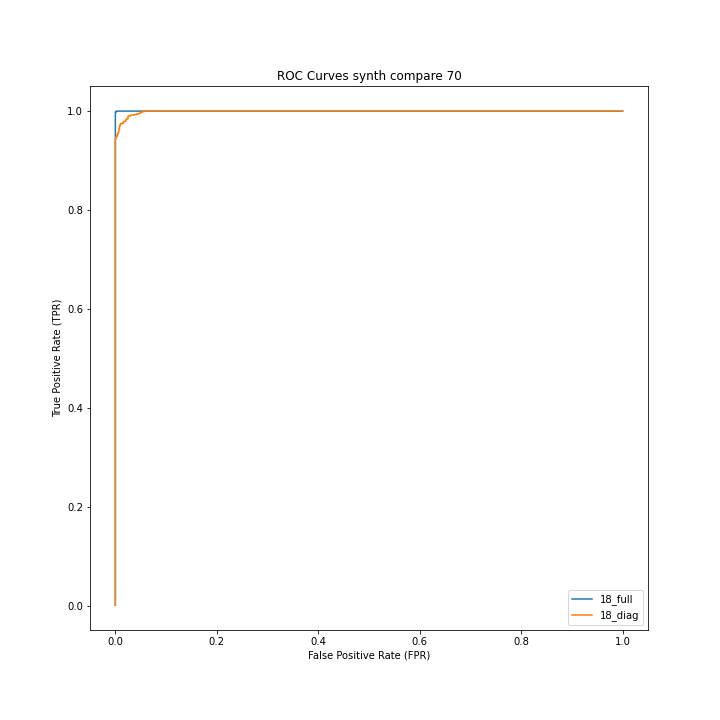 ROC Curves synth compare 70
True Positive Rate (TPR)
1.0
0.8
0.6
0.4
0.2
0.0
0.0 0.2 0.4 0.6 0.8 1.0
False Positive Rate (FPR)
18_full
18_diag